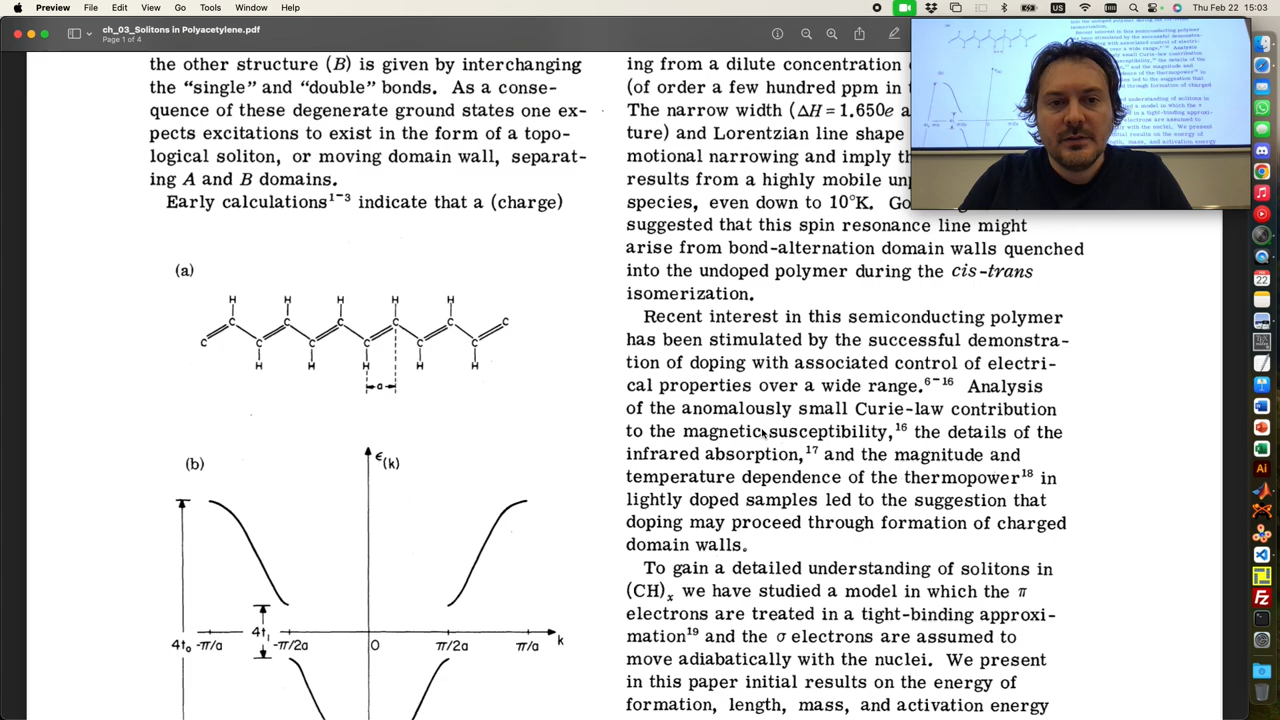 Preview File Edit View Go Tools Window Help
Thu Feb 22 15:03
ch_03_Solitons in Polyacetylene.pdf
Page 1 of 4
the other structure (B) is given by exchanging
the “single” and “double” bonds. As a conse-
quence of these degenerate ground states one ex-
pects excitations to exist in the form of a topo-
logical soliton, or moving domain wall, separat-
ing A and B domains.
Early calculations¹⁻³ indicate that a (charge)
(a)
H H H H H
C C C C C C
C C C C C C
H H H H H
a
(b)
ϵ(k)
4t₀ -π/a 4t₁ -π/2a 0 π/2a π/a k
ing from a dilute concentration
(of order a few hundred ppm in
The narrow width (ΔH = 1.
ture) and Lorentzian line shape
motional narrowing and imply th
results from a highly mobile un
species, even down to 10°K. Go
suggested that this spin resonance line might
arise from bond-alternation domain walls quenched
into the undoped polymer during the cis-trans
isomerization.
Recent interest in this semiconducting polymer
has been stimulated by the successful demonstra-
tion of doping with associated control of electri-
cal properties over a wide range.⁶⁻¹⁶ Analysis
of the anomalously small Curie-law contribution
to the magnetic susceptibility,¹⁶ the details of the
infrared absorption,¹⁷ and the magnitude and
temperature dependence of the thermopower¹⁸ in
lightly doped samples led to the suggestion that
doping may proceed through formation of charged
domain walls.
To gain a detailed understanding of solitons in
(CH)ₓ we have studied a model in which the π
electrons are treated in a tight-binding approxi-
mation¹⁹ and the σ electrons are assumed to
move adiabatically with the nuclei. We present
in this paper initial results on the energy of
formation, length, mass, and activation energy